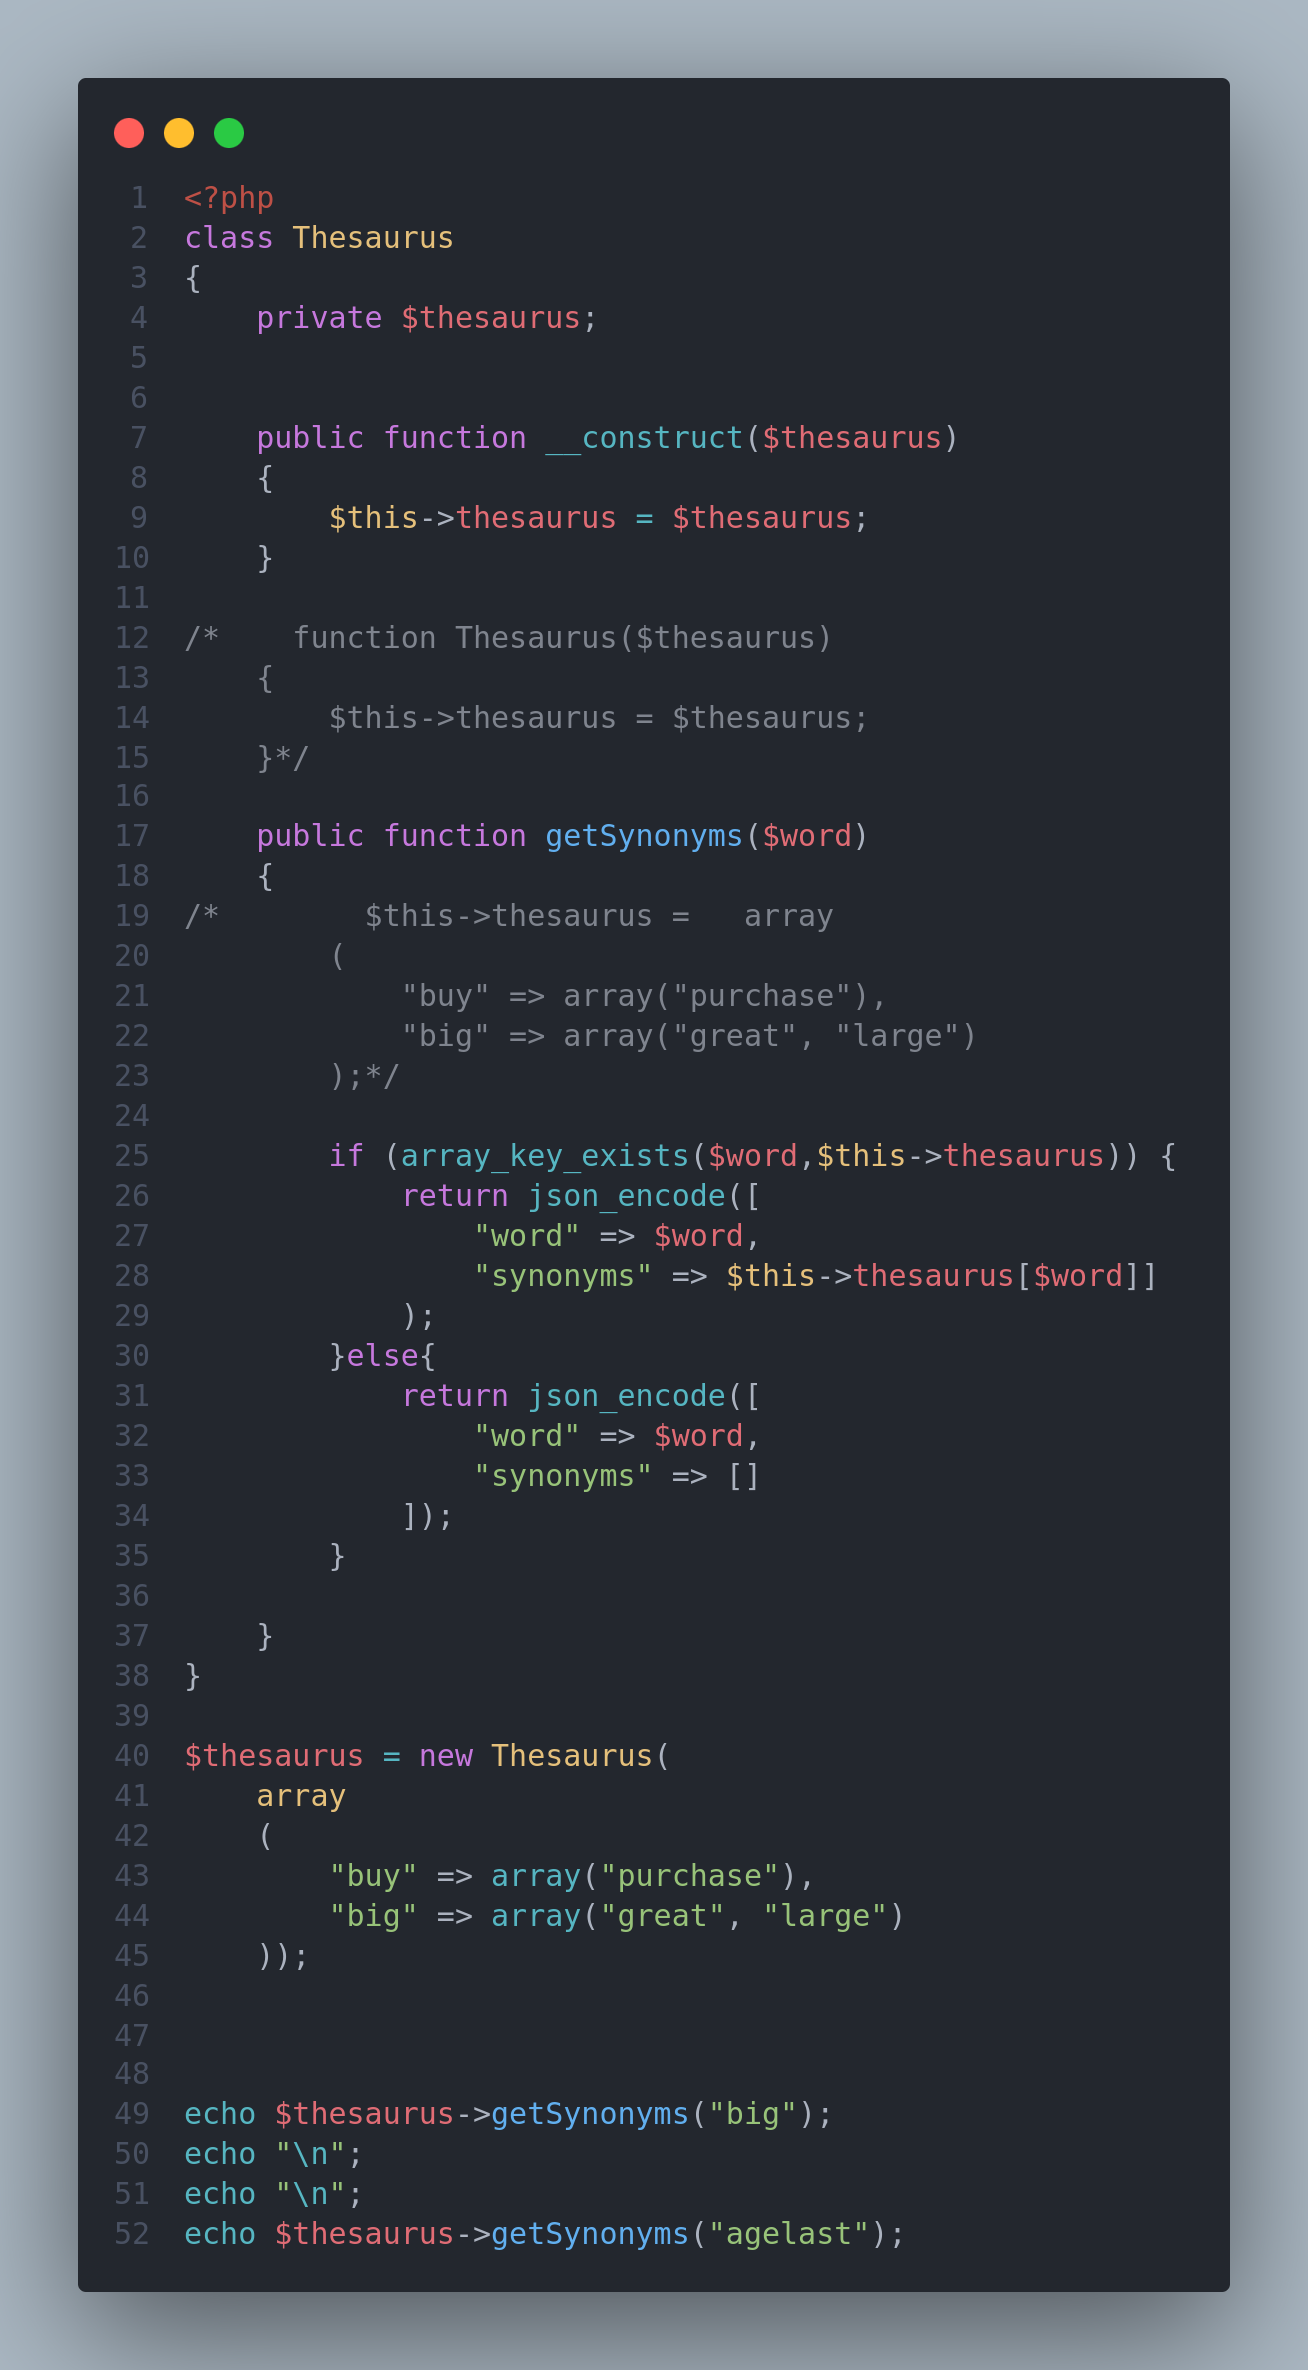 1 <?php
2 class Thesaurus
3 {
4     private $thesaurus;
5
6
7     public function __construct($thesaurus)
8     {
9         $this->thesaurus = $thesaurus;
10     }
11
12 /*    function Thesaurus($thesaurus)
13     {
14         $this->thesaurus = $thesaurus;
15     }*/
16
17     public function getSynonyms($word)
18     {
19 /*        $this->thesaurus =   array
20         (
21             "buy" => array("purchase"),
22             "big" => array("great", "large")
23         );*/
24
25         if (array_key_exists($word,$this->thesaurus)) {
26             return json_encode([
27                 "word" => $word,
28                 "synonyms" => $this->thesaurus[$word]]
29             );
30         }else{
31             return json_encode([
32                 "word" => $word,
33                 "synonyms" => []
34             ]);
35         }
36
37     }
38 }
39
40 $thesaurus = new Thesaurus(
41     array
42     (
43         "buy" => array("purchase"),
44         "big" => array("great", "large")
45     ));
46
47
48
49 echo $thesaurus->getSynonyms("big");
50 echo "\n";
51 echo "\n";
52 echo $thesaurus->getSynonyms("agelast");